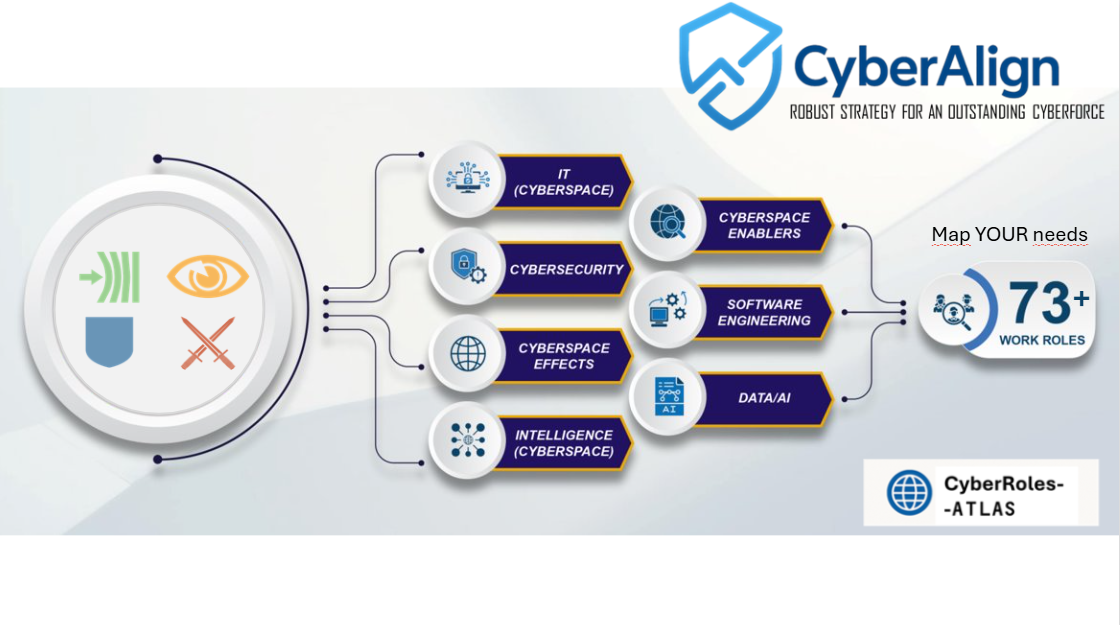 CyberAlign
ROBUST STRATEGY FOR AN OUTSTANDING CYBERFORCE
IT
(CYBERSPACE)
CYBERSECURITY
CYBERSPACE
EFFECTS
INTELLIGENCE
(CYBERSPACE)
CYBERSPACE
ENABLERS
SOFTWARE
ENGINEERING
AI
DATA/AI
Map YOUR needs
73+
WORK ROLES
CyberRoles-
-ATLAS